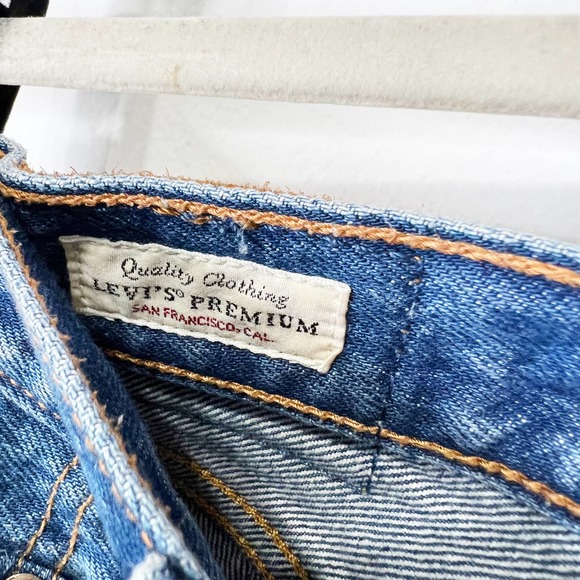 Quality Clothing
LEVI'S® PREMIUM
SAN FRANCISCO, CAL.